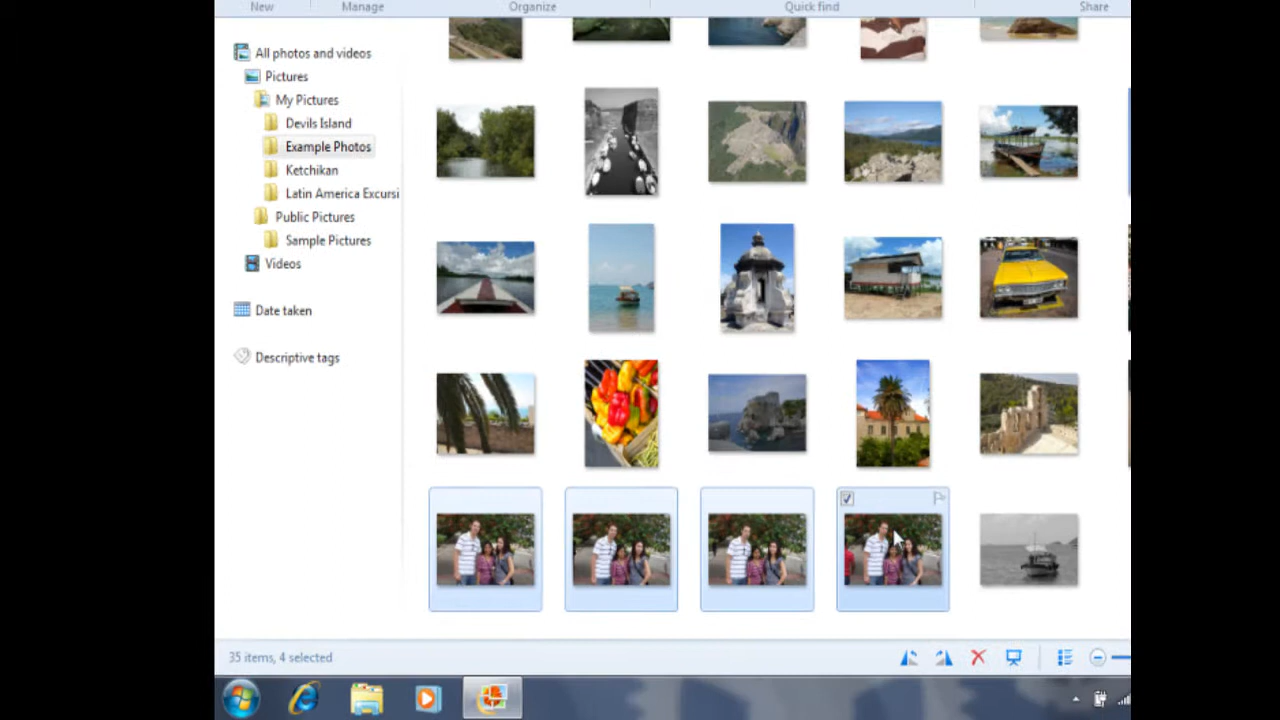 New Manage Organize Quick find Share
All photos and videos
Pictures
My Pictures
Devils Island
Example Photos
Ketchikan
Latin America Excursi
Public Pictures
Sample Pictures
Videos
Date taken
Descriptive tags
35 items, 4 selected